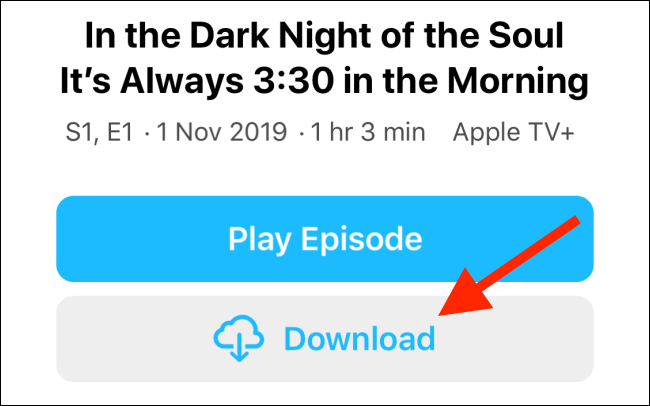 In the Dark Night of the Soul
It’s Always 3:30 in the Morning
S1, E1 · 1 Nov 2019 · 1 hr 3 min Apple TV+
Play Episode
Download